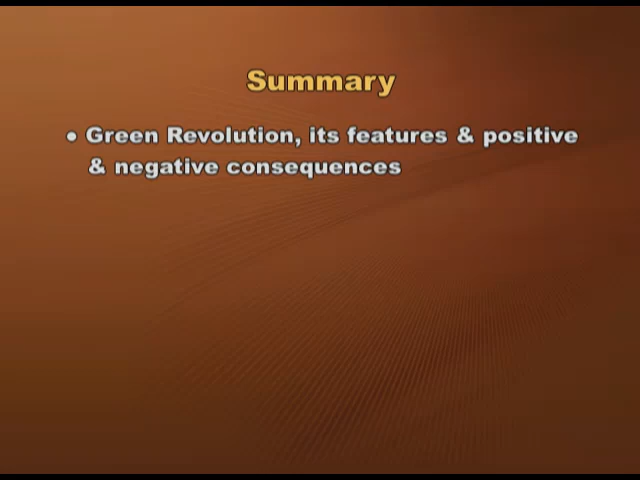 Summary
• Green Revolution, its features & positive
& negative consequences